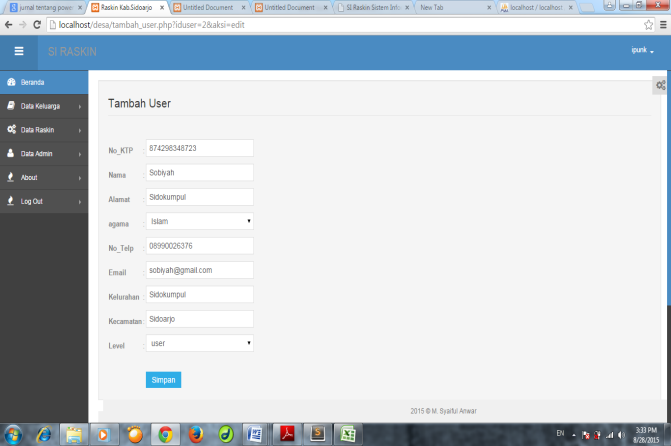 jurnal tentang power
Raskin Kab.Sidoarjo
Untitled Document
Untitled Document
SI Raskin Sistem Info
New Tab
localhost / localhost
localhost/desa/tambah_user.php?iduser=2&aksi=edit
SI RASKIN
ipunk
Beranda
Data Keluarga
Data Raskin
Data Admin
About
Log Out
Tambah User
No_KTP : 874298348723
Nama : Sobiyah
Alamat : Sidokumpul
agama : Islam
No_Telp : 08990026376
Email : sobiyah@gmail.com
Kelurahan : Sidokumpul
Kecamatan : Sidoarjo
Level : user
Simpan
2015 © M. Syaiful Anwar
EN
3:33 PM
8/28/2015